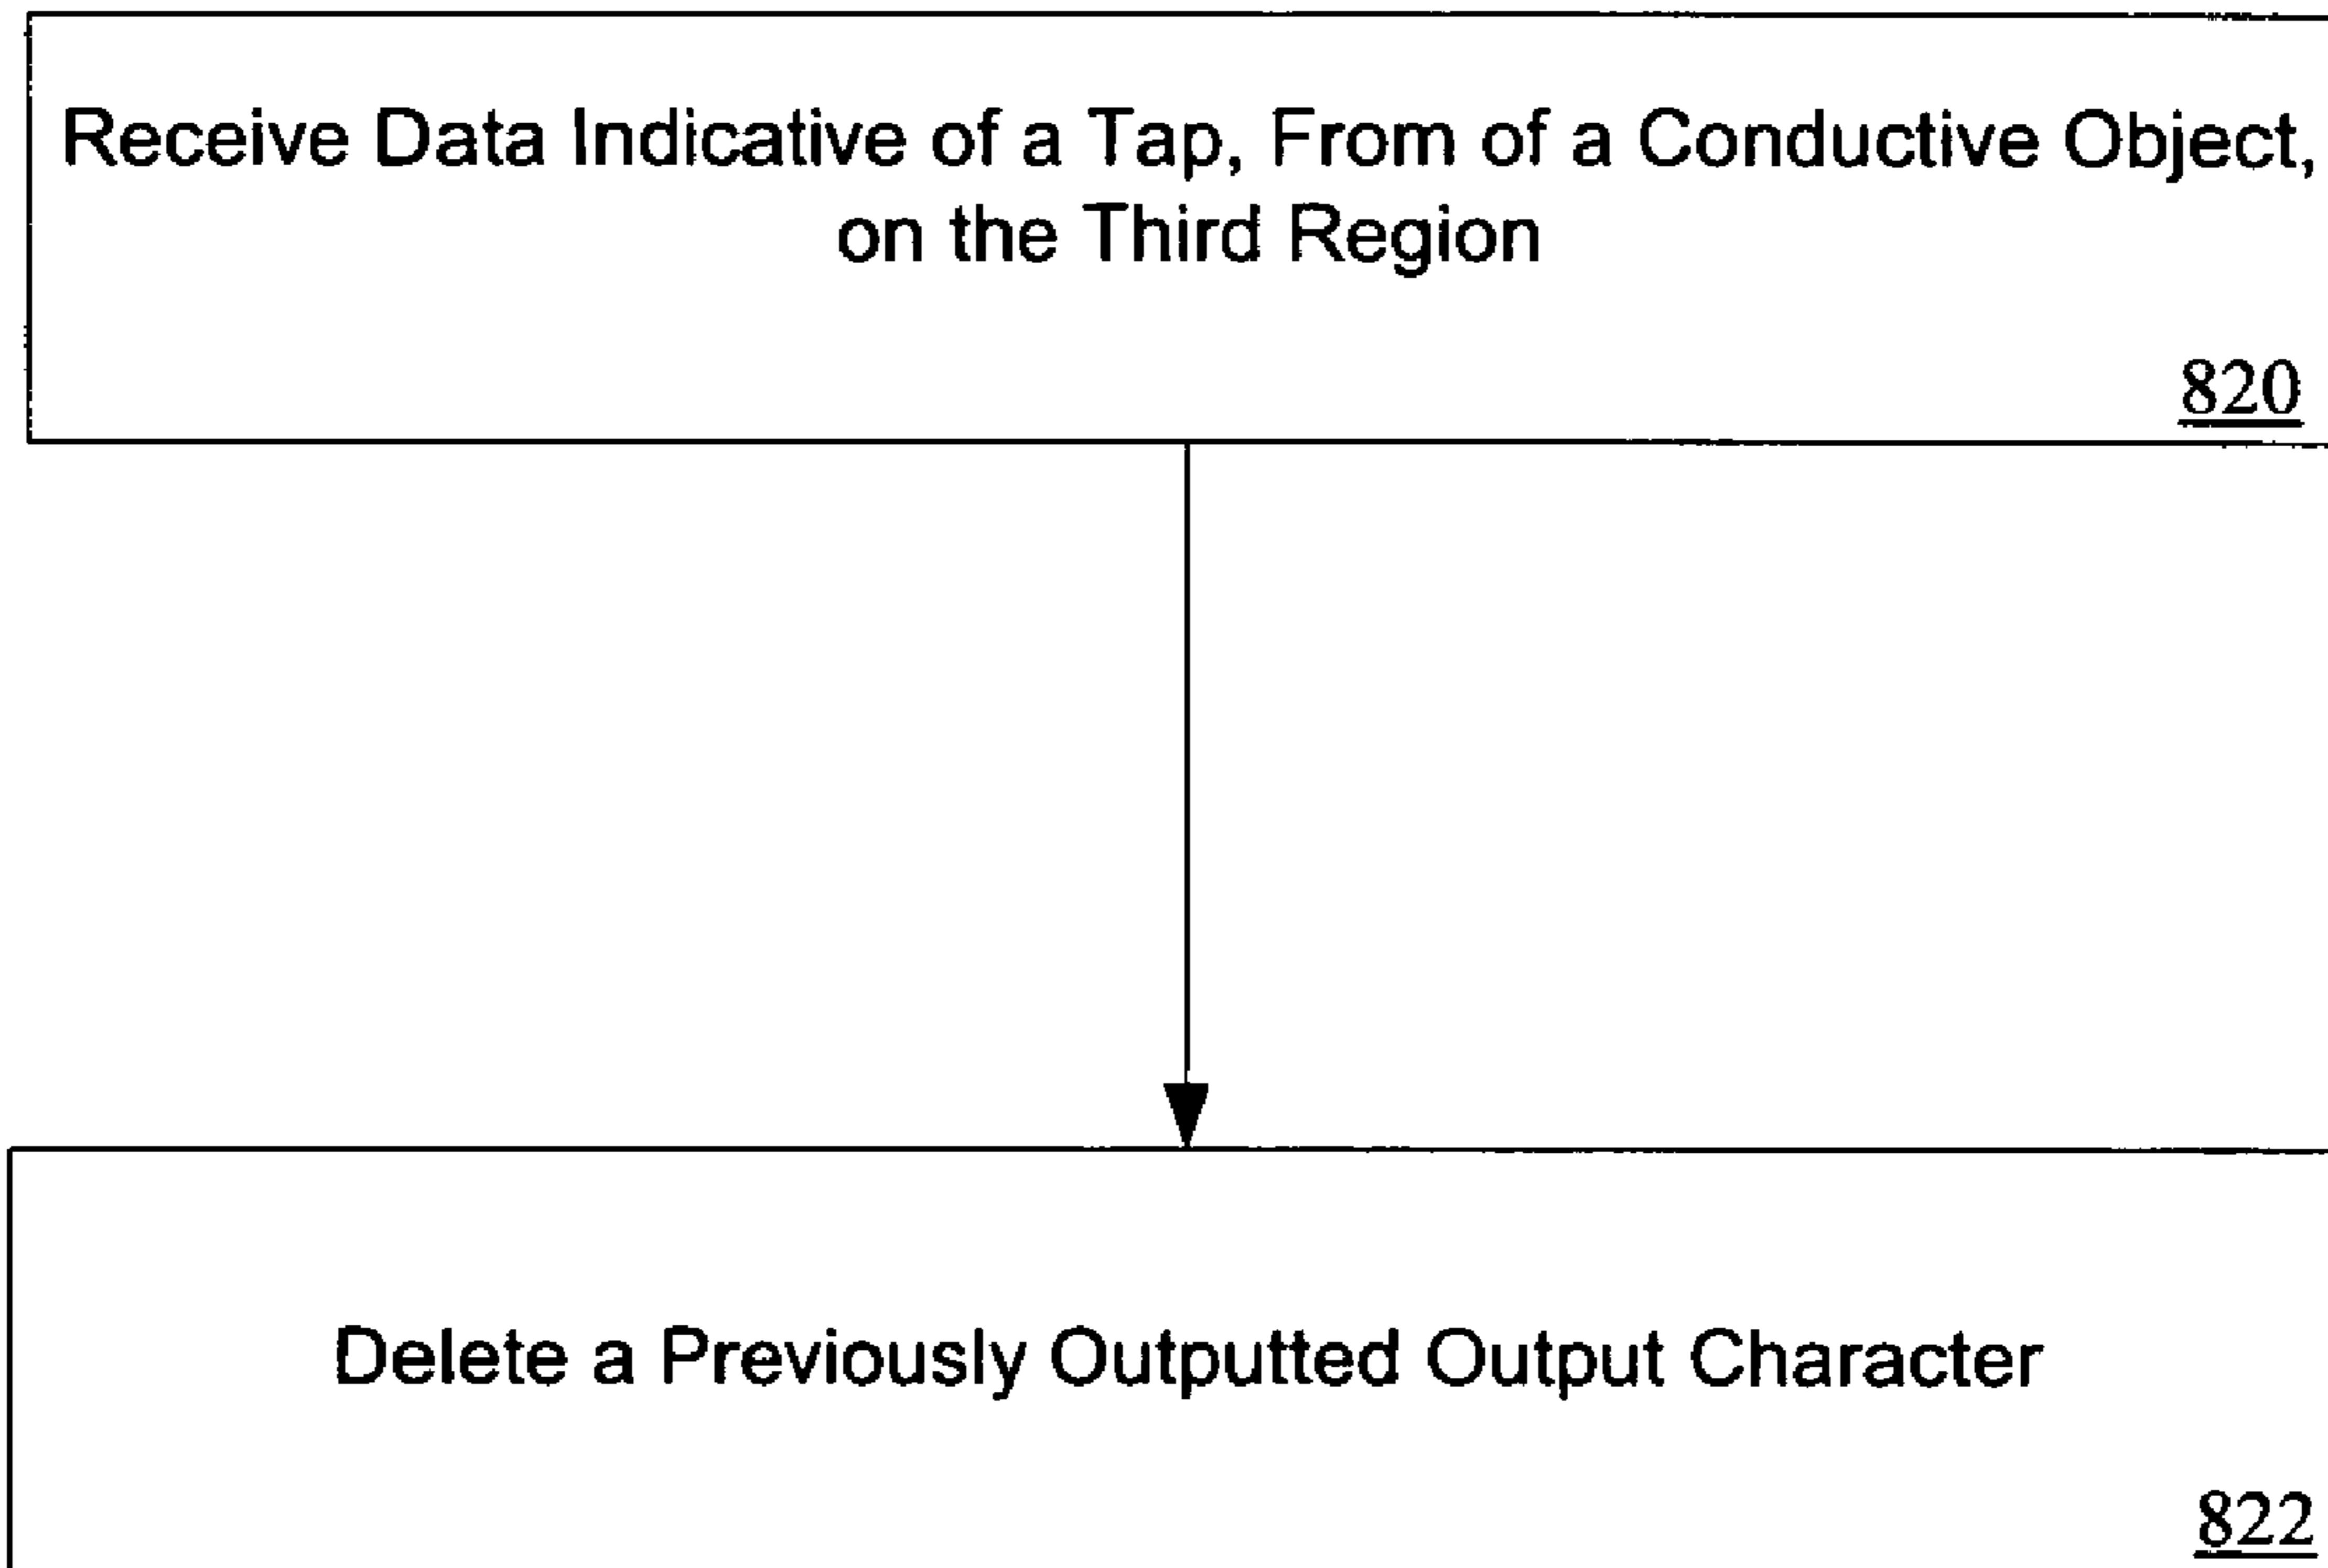 Receive Data Indicative of a Tap, From of a Conductive Object,
on the Third Region
820
Delete a Previously Outputted Output Character
822